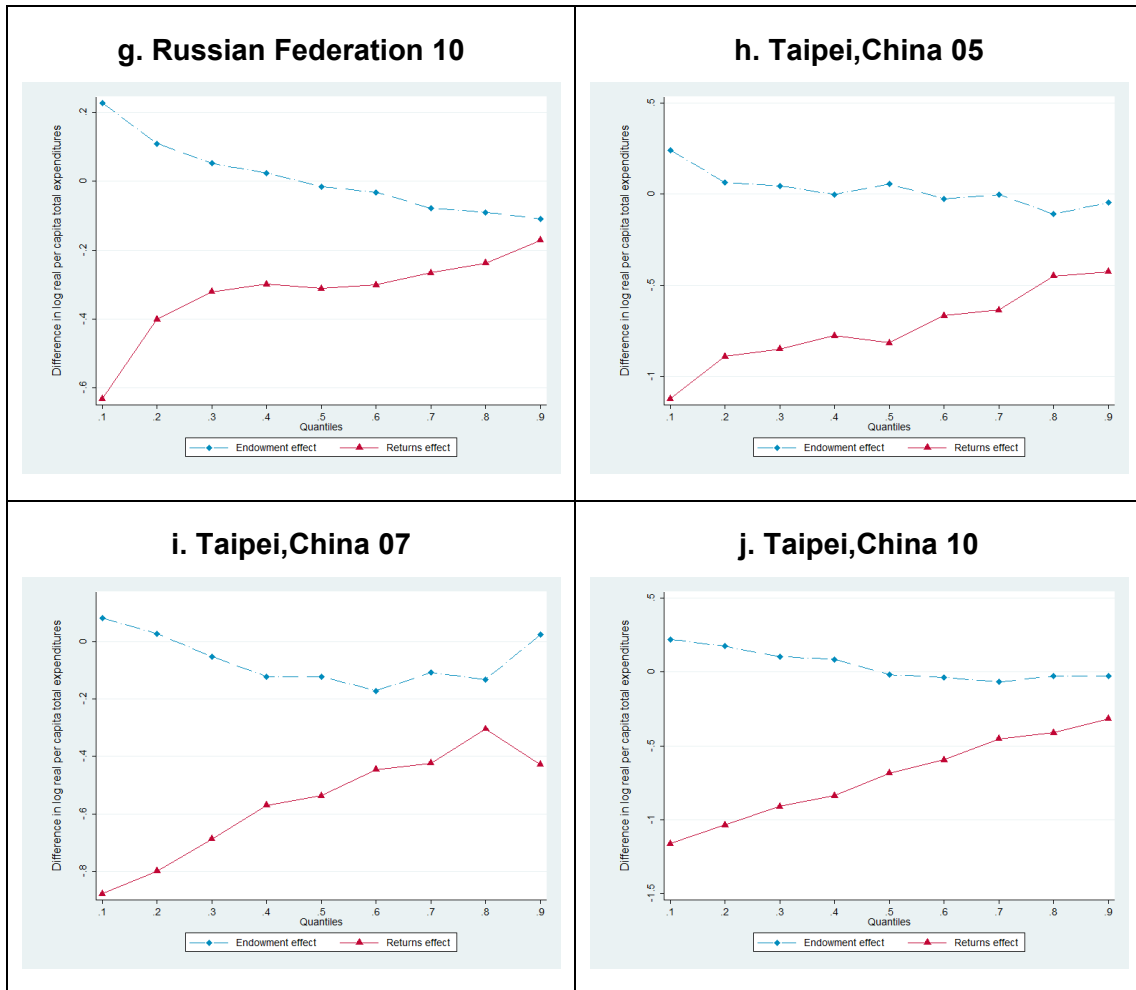 g. Russian Federation 10
Difference in log real per capita total expenditures
.2
0
-.2
-.4
-.6
.1 .2 .3 .4 .5 .6 .7 .8 .9
Quantiles
Endowment effect Returns effect
h. Taipei,China 05
Difference in log real per capita total expenditures
.5
0
-.5
-1
.1 .2 .3 .4 .5 .6 .7 .8 .9
Quantiles
Endowment effect Returns effect
i. Taipei,China 07
Difference in log real per capita total expenditures
0
-.2
-.4
-.6
-.8
.1 .2 .3 .4 .5 .6 .7 .8 .9
Quantiles
Endowment effect Returns effect
j. Taipei,China 10
Difference in log real per capita total expenditures
.5
0
-.5
-1
-1.5
.1 .2 .3 .4 .5 .6 .7 .8 .9
Quantiles
Endowment effect Returns effect